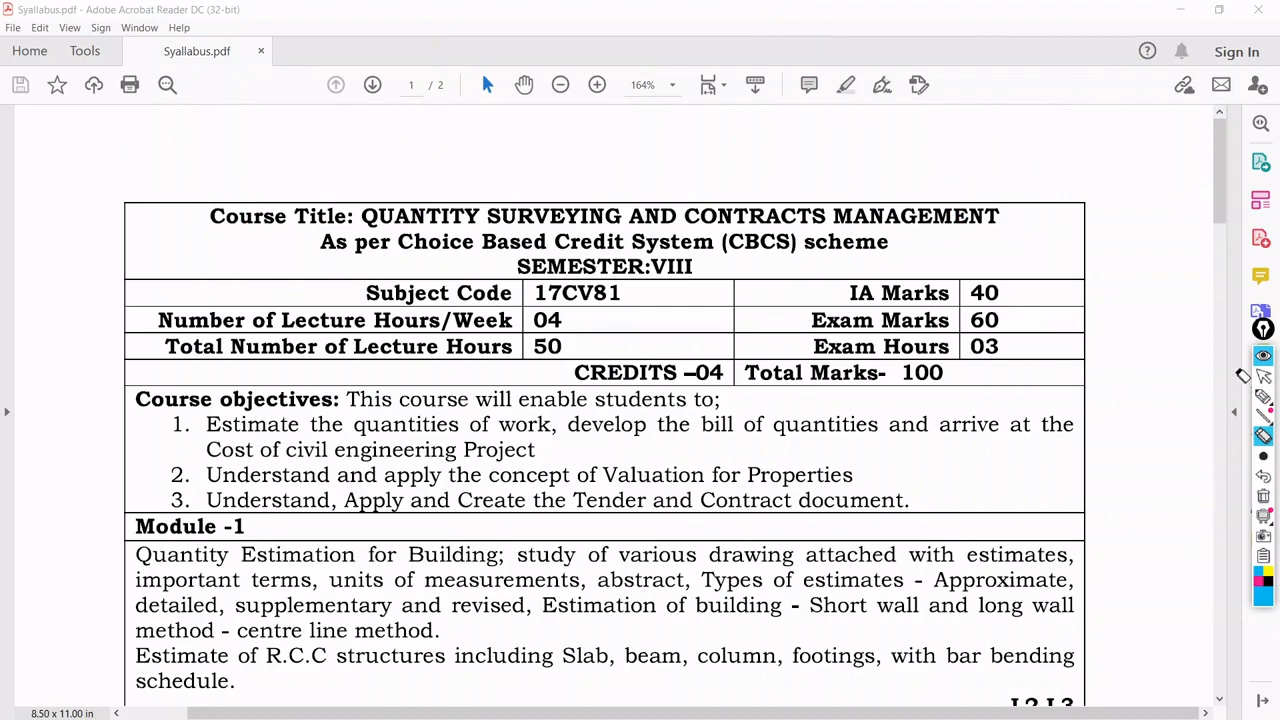 Syallabus.pdf - Adobe Acrobat Reader DC (32-bit)
File Edit View Sign Window Help
Home Tools Syallabus.pdf × Sign In
1 / 2 164%
Course Title: QUANTITY SURVEYING AND CONTRACTS MANAGEMENT
As per Choice Based Credit System (CBCS) scheme
SEMESTER:VIII
Subject Code 17CV81 IA Marks 40
Number of Lecture Hours/Week 04 Exam Marks 60
Total Number of Lecture Hours 50 Exam Hours 03
CREDITS –04 Total Marks- 100
Course objectives: This course will enable students to;
1. Estimate the quantities of work, develop the bill of quantities and arrive at the
Cost of civil engineering Project
2. Understand and apply the concept of Valuation for Properties
3. Understand, Apply and Create the Tender and Contract document.
Module -1
Quantity Estimation for Building; study of various drawing attached with estimates,
important terms, units of measurements, abstract, Types of estimates - Approximate,
detailed, supplementary and revised, Estimation of building - Short wall and long wall
method - centre line method.
Estimate of R.C.C structures including Slab, beam, column, footings, with bar bending
schedule.
L2,L3
8.50 x 11.00 in